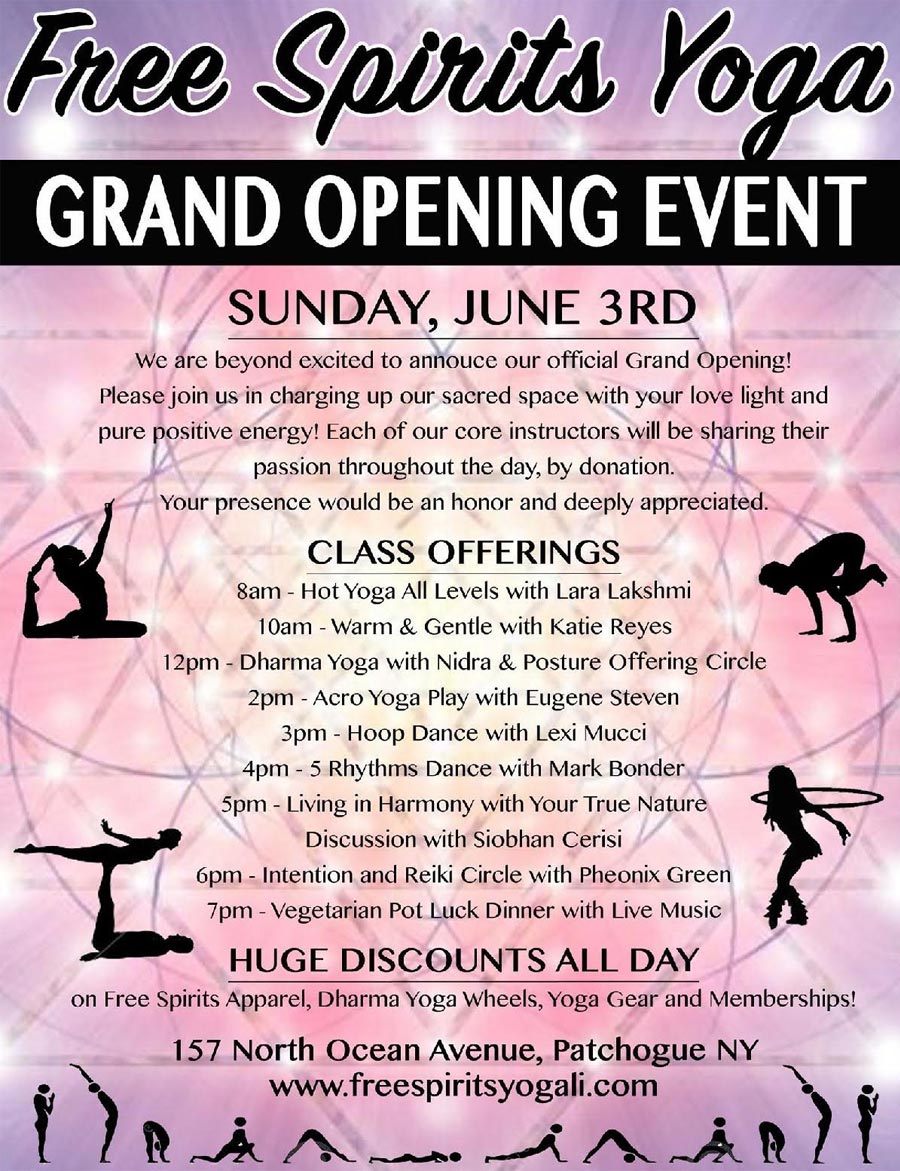 Free Spirits Yoga
GRAND OPENING EVENT
SUNDAY, JUNE 3RD
We are beyond excited to annouce our official Grand Opening!
Please join us in charging up our sacred space with your love light and
pure positive energy! Each of our core instructors will be sharing their
passion throughout the day, by donation.
Your presence would be an honor and deeply appreciated.
CLASS OFFERINGS
8am - Hot Yoga All Levels with Lara Lakshmi
10am - Warm & Gentle with Katie Reyes
12pm - Dharma Yoga with Nidra & Posture Offering Circle
2pm - Acro Yoga Play with Eugene Steven
3pm - Hoop Dance with Lexi Mucci
4pm - 5 Rhythms Dance with Mark Bonder
5pm - Living in Harmony with Your True Nature
Discussion with Siobhan Cerisi
6pm - Intention and Reiki Circle with Pheonix Green
7pm - Vegetarian Pot Luck Dinner with Live Music
HUGE DISCOUNTS ALL DAY
on Free Spirits Apparel, Dharma Yoga Wheels, Yoga Gear and Memberships!
157 North Ocean Avenue, Patchogue NY
www.freespiritsyogali.com